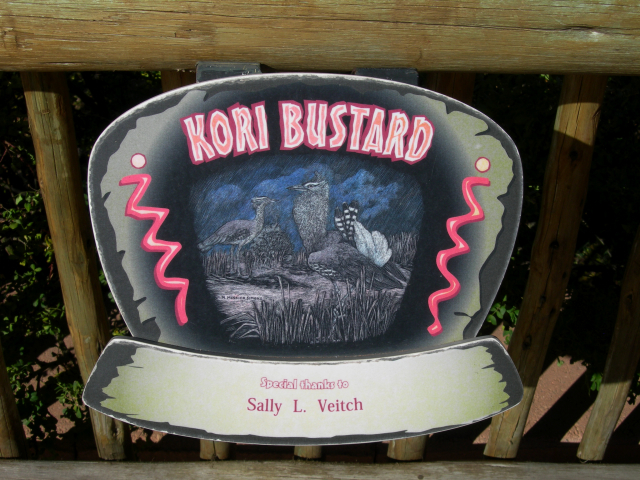 KORI BUSTARD
Special thanks to
Sally L. Veitch